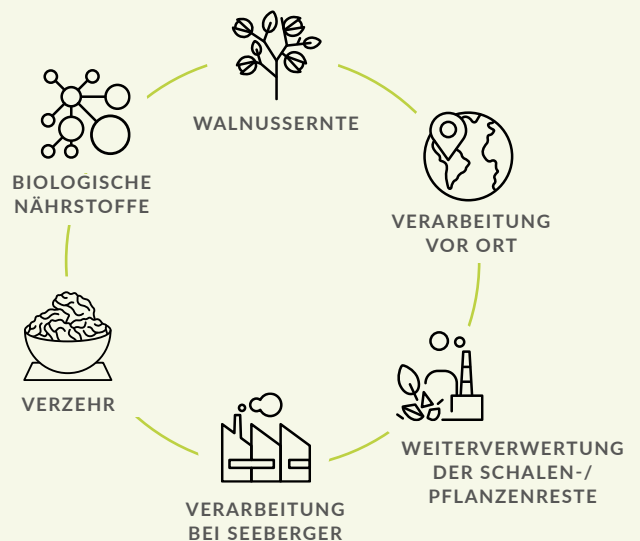 WALNUSSERNTE
VERARBEITUNG
VOR ORT
WEITERVERWERTUNG
DER SCHALEN-/
PFLANZENRESTE
VERARBEITUNG
BEI SEEBERGER
VERZEHR
BIOLOGISCHE
NÄHRSTOFFE